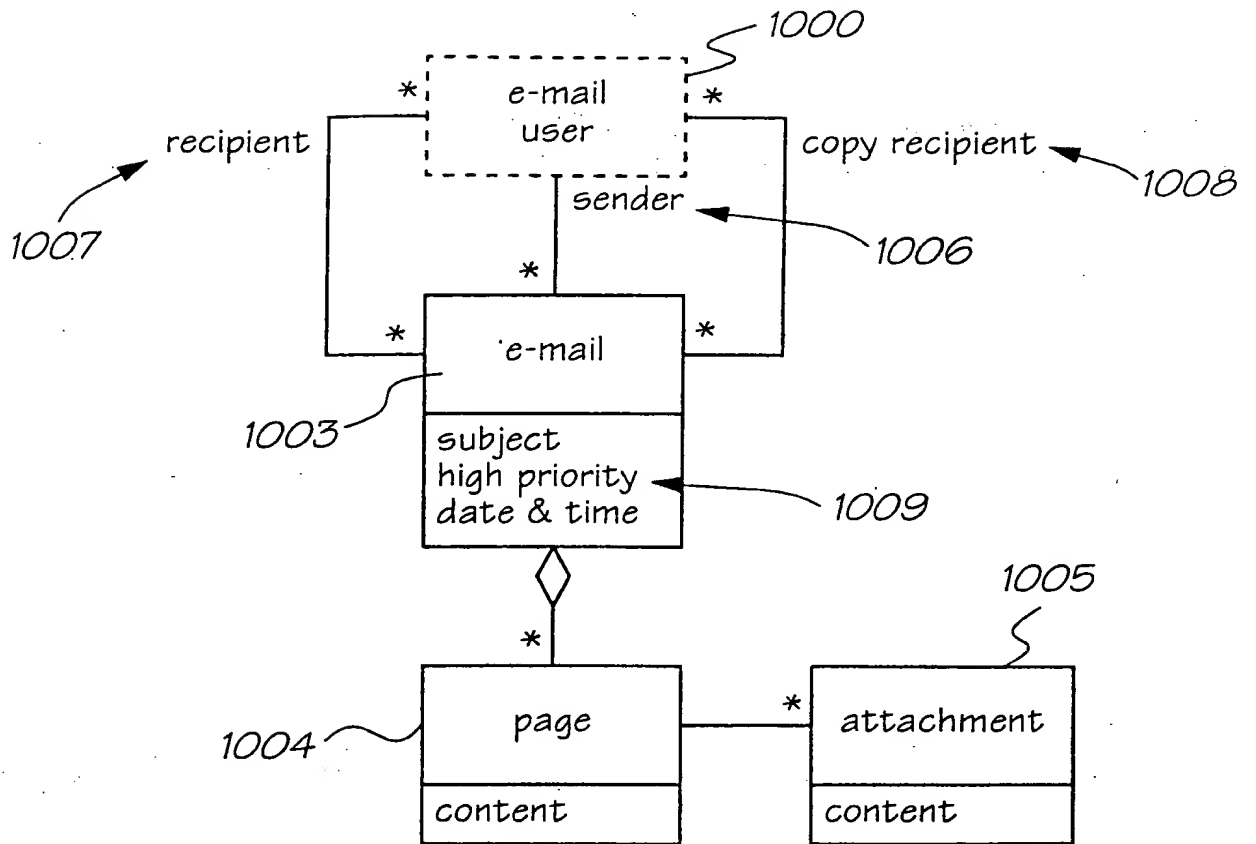 1000
* e-mail *
user
recipient
copy recipient
1008
sender
1007
1006
*
* e-mail *
1003
subject
high priority
date & time
1009
1005
*
page
* attachment
1004
content
content